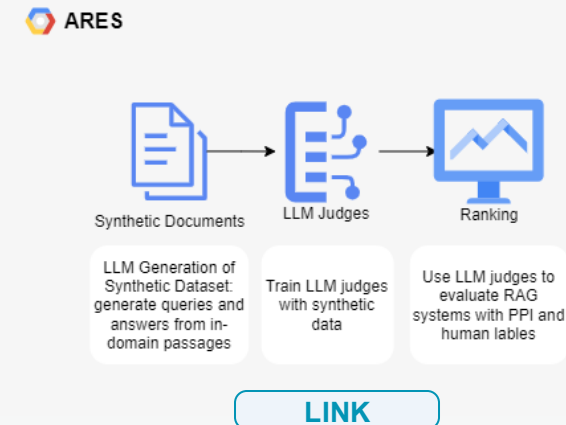 ARES
Synthetic Documents
LLM Judges
Ranking
LLM Generation of
Synthetic Dataset:
generate queries and
answers from in-
domain passages
Train LLM judges
with synthetic
data
Use LLM judges to
evaluate RAG
systems with PPI and
human lables
LINK